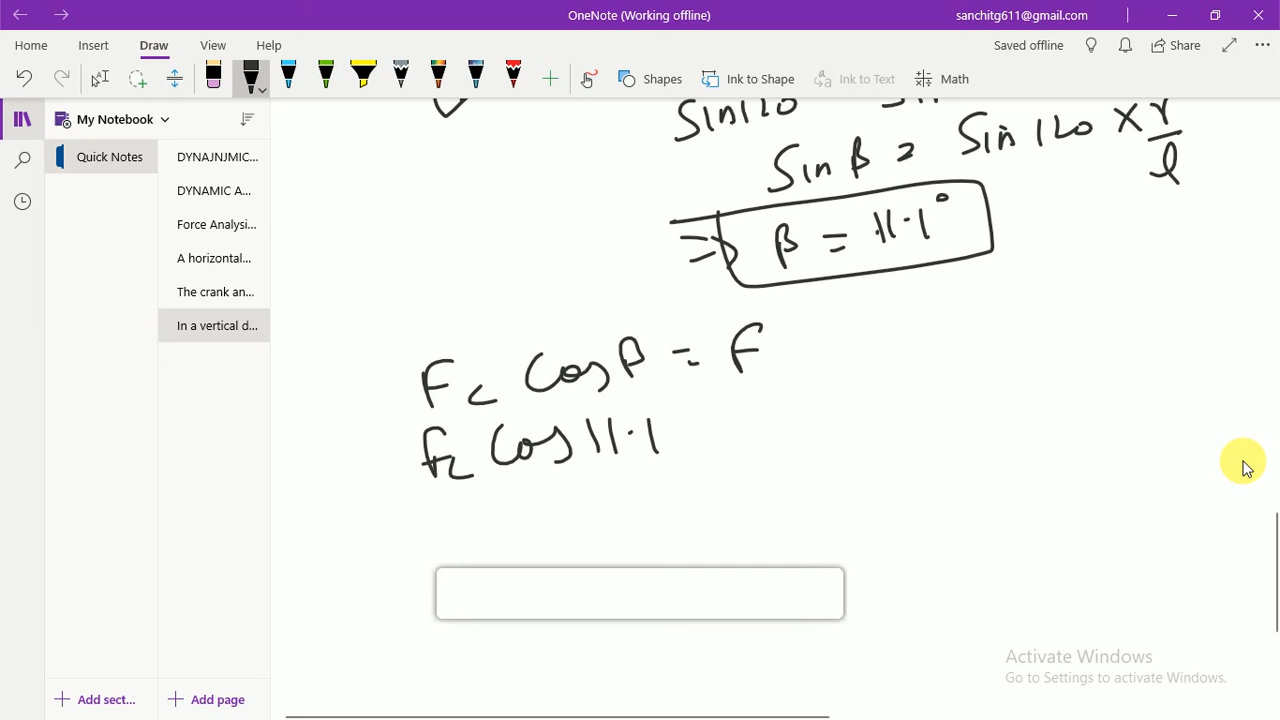 OneNote (Working offline)
sanchitg611@gmail.com
Home Insert Draw View Help
Saved offline
Share
Shapes
Ink to Shape
Ink to Text
Math
My Notebook
Quick Notes
DYNAJNJMIC...
DYNAMIC A...
Force Analysi...
A horizontal...
The crank an...
In a vertical d...
Sin120
Sin β = Sin 120 × r/l
⇒ β = 11.1°
Fc Cosβ = F
Fc Cos 11.1
Activate Windows
Go to Settings to activate Windows.
Add sect...
Add page